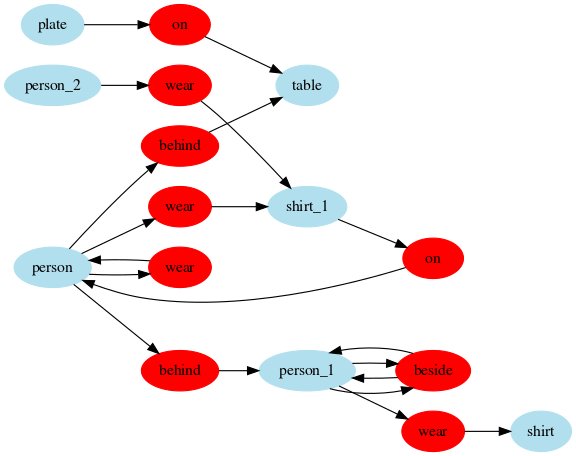 plate
on
person_2
wear
table
behind
wear
shirt_1
person
wear
on
behind
person_1
beside
wear
shirt